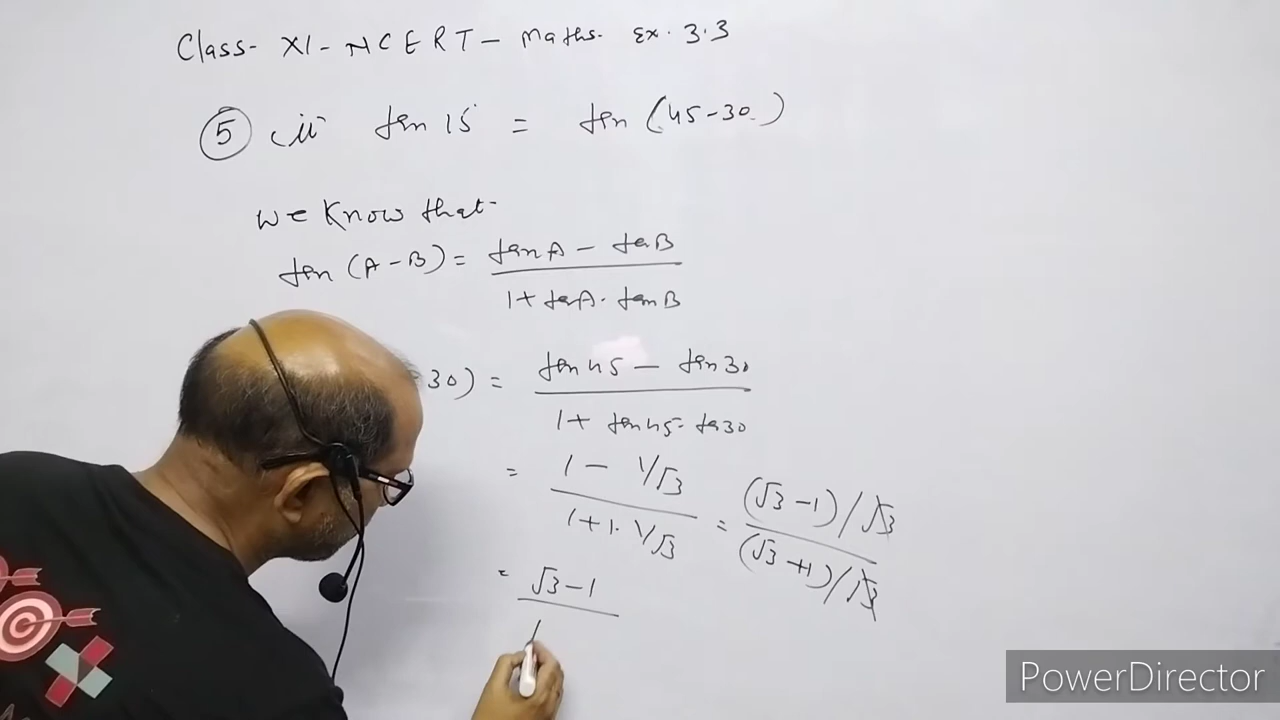 Class- XI - NCERT - Maths. Ex. 3.3
(5) (ii) tan 15° = tan (45-30)
We know that-
tan (A-B) = (tanA - tanB) / (1 + tanA . tanB)
30) = (tan 45 - tan 30) / (1 + tan 45 . tan 30)
= (1 - 1/√3) / (1 + 1. 1/√3) = ((√3 -1)/√3) / ((√3 +1)/√3)
= √3-1
PowerDirector